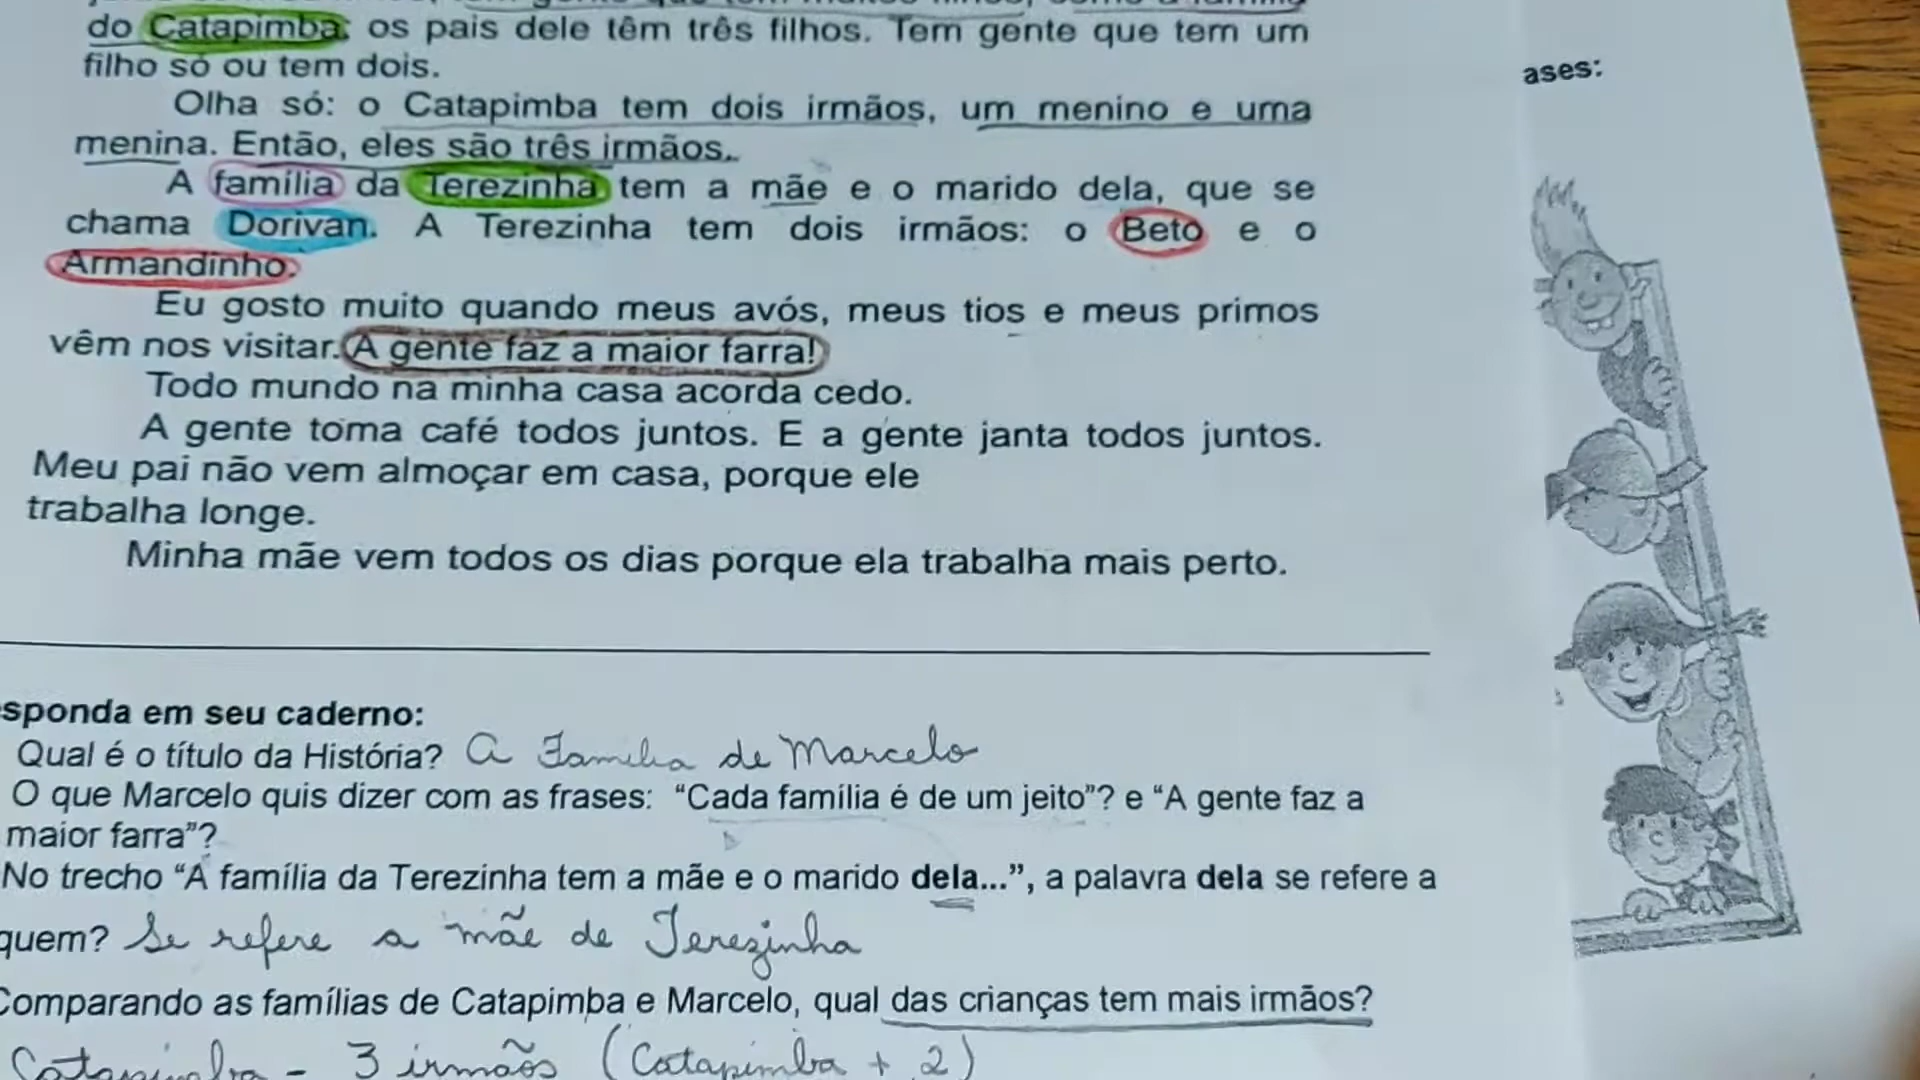 do Catapimba: os pais dele têm três filhos. Tem gente que tem um
filho só ou tem dois.
ases:
Olha só: o Catapimba tem dois irmãos, um menino e uma
menina. Então, eles são três irmãos.
A família da Terezinha tem a mãe e o marido dela, que se
chama Dorivan. A Terezinha tem dois irmãos: o Beto e o
Armandinho.
Eu gosto muito quando meus avós, meus tios e meus primos
vêm nos visitar. A gente faz a maior farra!
Todo mundo na minha casa acorda cedo.
A gente toma café todos juntos. E a gente janta todos juntos.
Meu pai não vem almoçar em casa, porque ele
trabalha longe.
Minha mãe vem todos os dias porque ela trabalha mais perto.
sponda em seu caderno:
Qual é o título da História? A Família de Marcelo
O que Marcelo quis dizer com as frases: “Cada família é de um jeito”? e “A gente faz a
maior farra”?
No trecho “A família da Terezinha tem a mãe e o marido dela...”, a palavra dela se refere a
quem? Se refere a mãe de Terezinha
Comparando as famílias de Catapimba e Marcelo, qual das crianças tem mais irmãos?
Catapimba - 3 irmãos (Catapimba + 2)